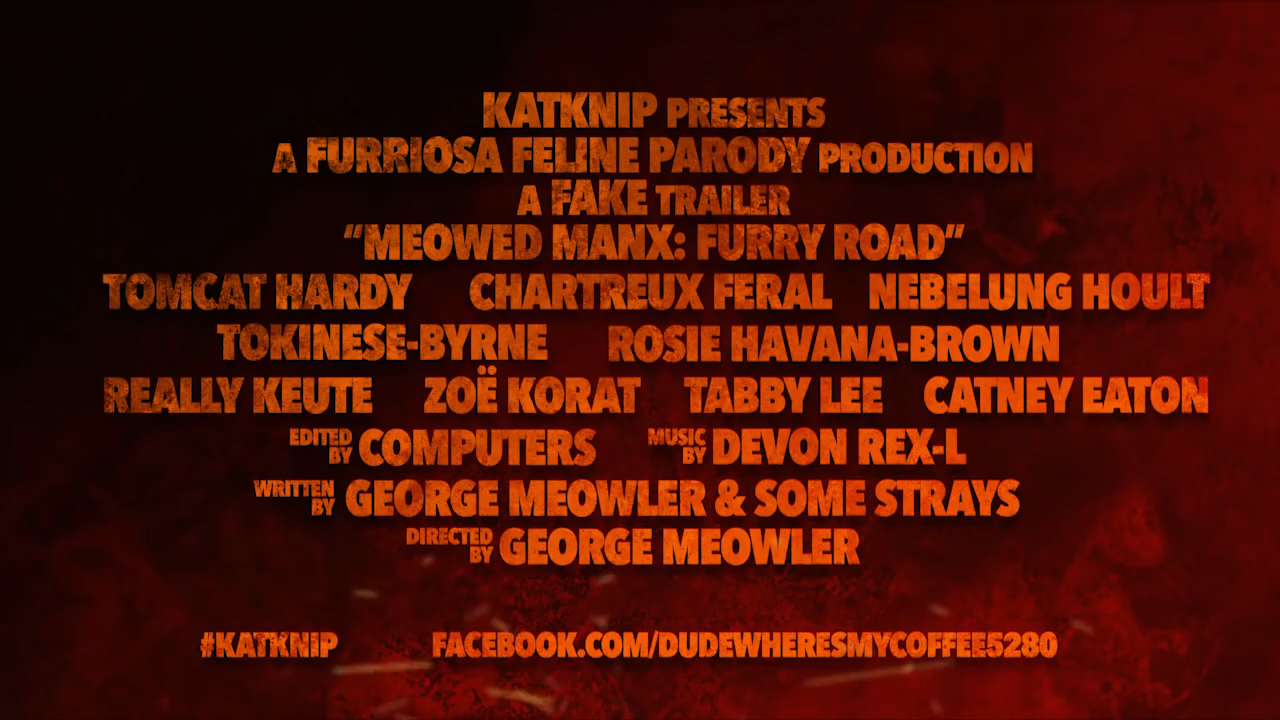 KATKNIP PRESENTS
A FURRIOSA FELINE PARODY PRODUCTION
A FAKE TRAILER
“MEOWED MANX: FURRY ROAD”
TOMCAT HARDY CHARTREUX FERAL NEBELUNG HOULT
TOKINESE-BYRNE ROSIE HAVANA-BROWN
REALLY KEUTE ZOË KORAT TABBY LEE CATNEY EATON
EDITED BY COMPUTERS MUSIC BY DEVON REX-L
WRITTEN BY GEORGE MEOWLER & SOME STRAYS
DIRECTED BY GEORGE MEOWLER
#KATKNIP FACEBOOK.COM/DUDEWHERESMYCOFFEE5280